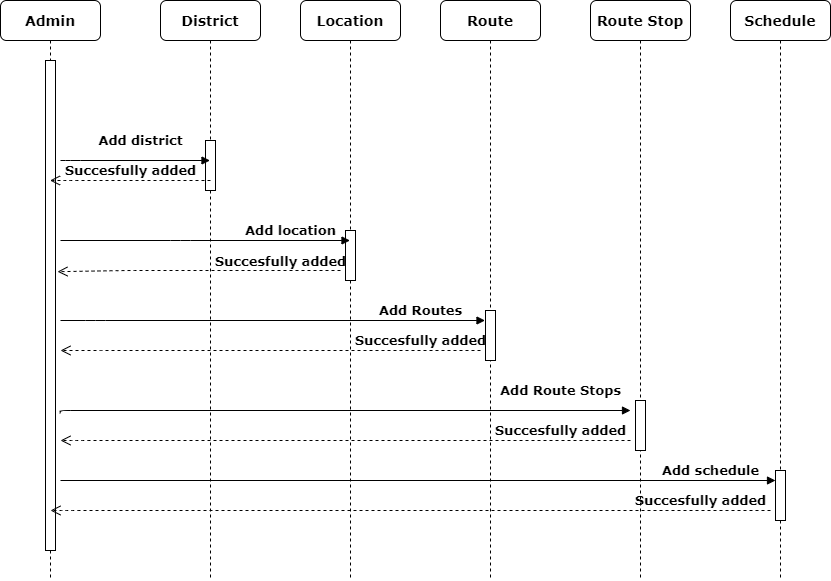 Admin
District
Location
Route
Route Stop
Schedule
Add district
Succesfully added
Add location
Succesfully added
Add Routes
Succesfully added
Add Route Stops
Succesfully added
Add schedule
Succesfully added